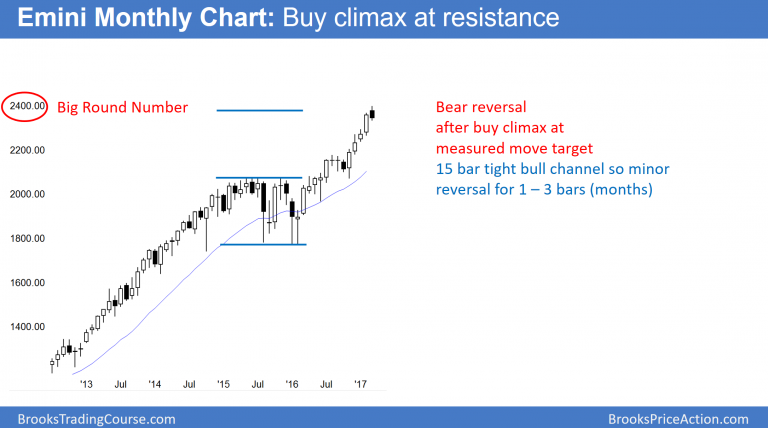 Emini Monthly Chart: Buy climax at resistance
2400.00
Big Round Number
2200.00
2000.00
1800.00
1600.00
1400.00
'13 Jul '14 Jul '15 Jul '16 Jul '17
Bear reversal
after buy climax at
measured move target
15 bar tight bull channel so minor
reversal for 1 – 3 bars (months)
BrooksTradingCourse.com
BrooksPriceAction.com